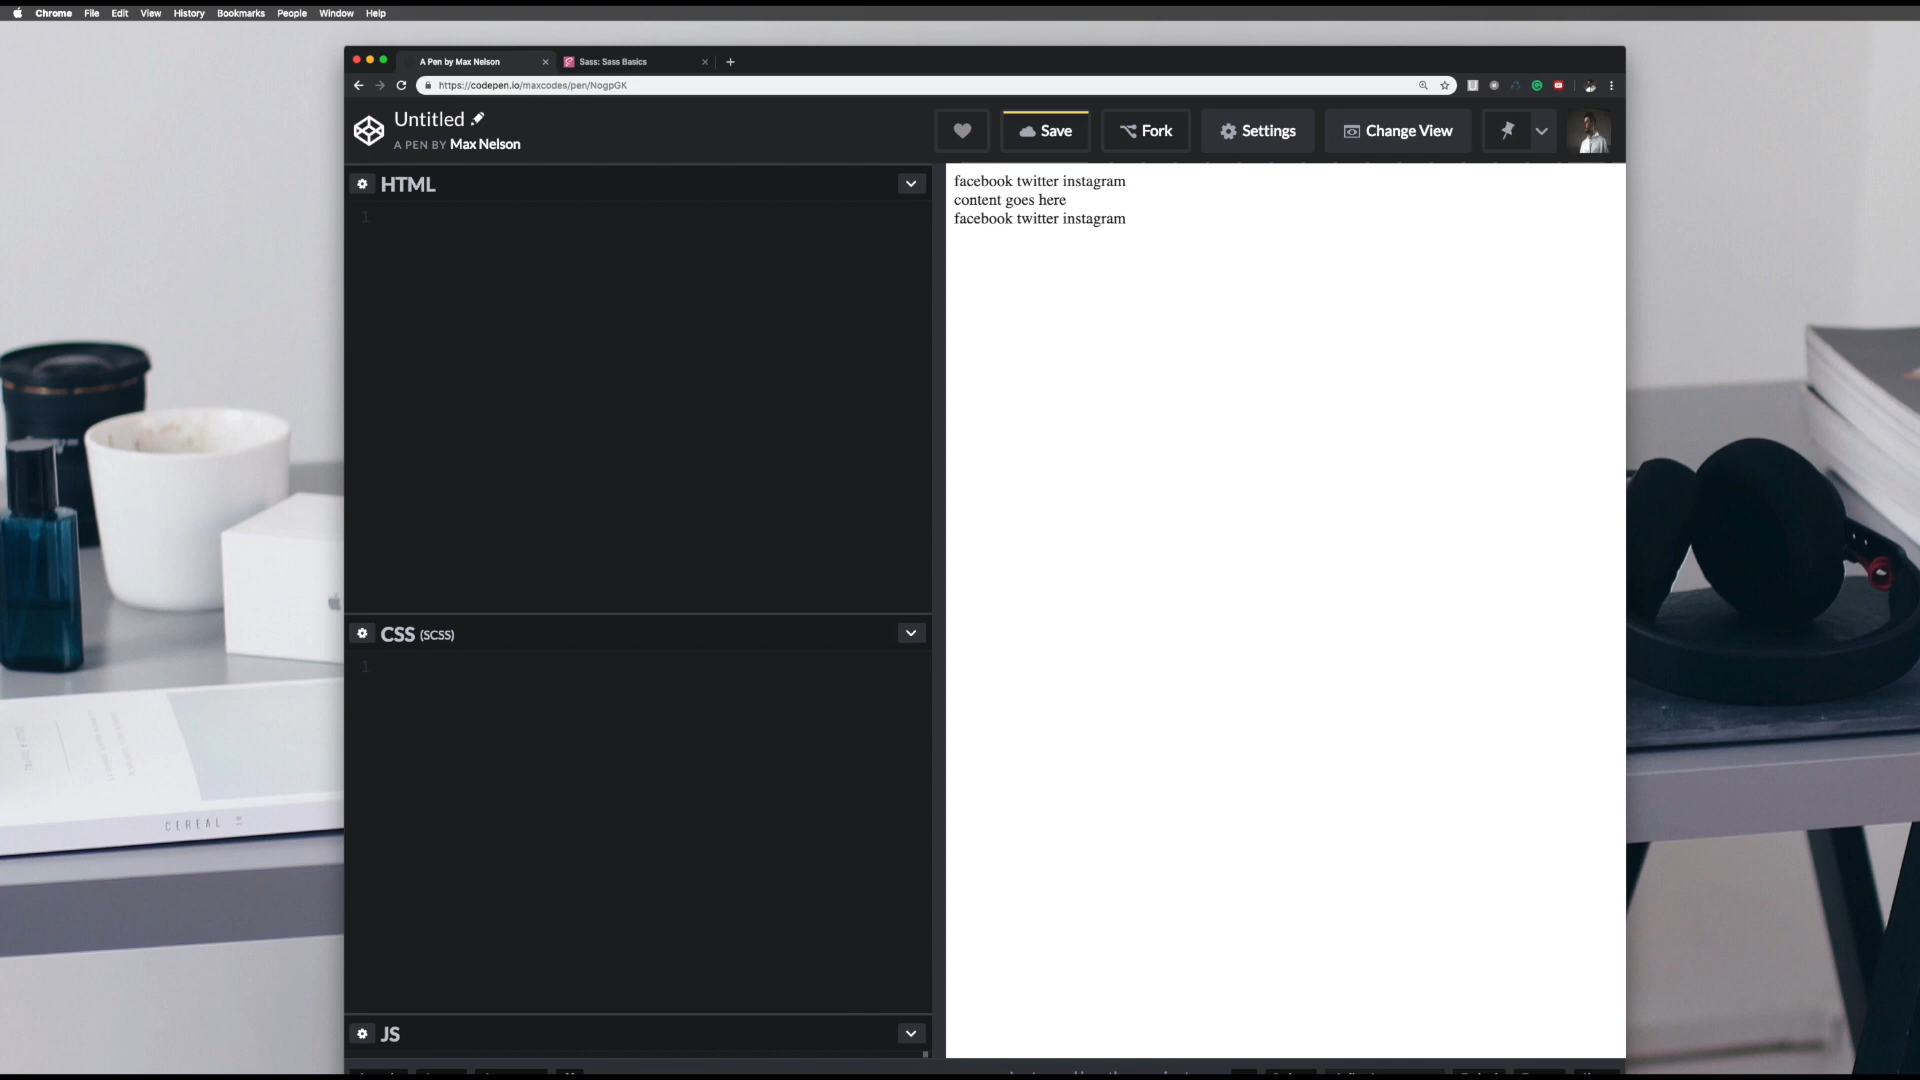 Chrome File Edit View History Bookmarks People Window Help
A Pen by Max Nelson
Sass: Sass Basics
https://codepen.io/maxcodes/pen/NogpGK
Untitled
A PEN BY Max Nelson
Save
Fork
Settings
Change View
HTML
1
facebook twitter instagram
content goes here
facebook twitter instagram
CSS (SCSS)
1
JS
CEREAL